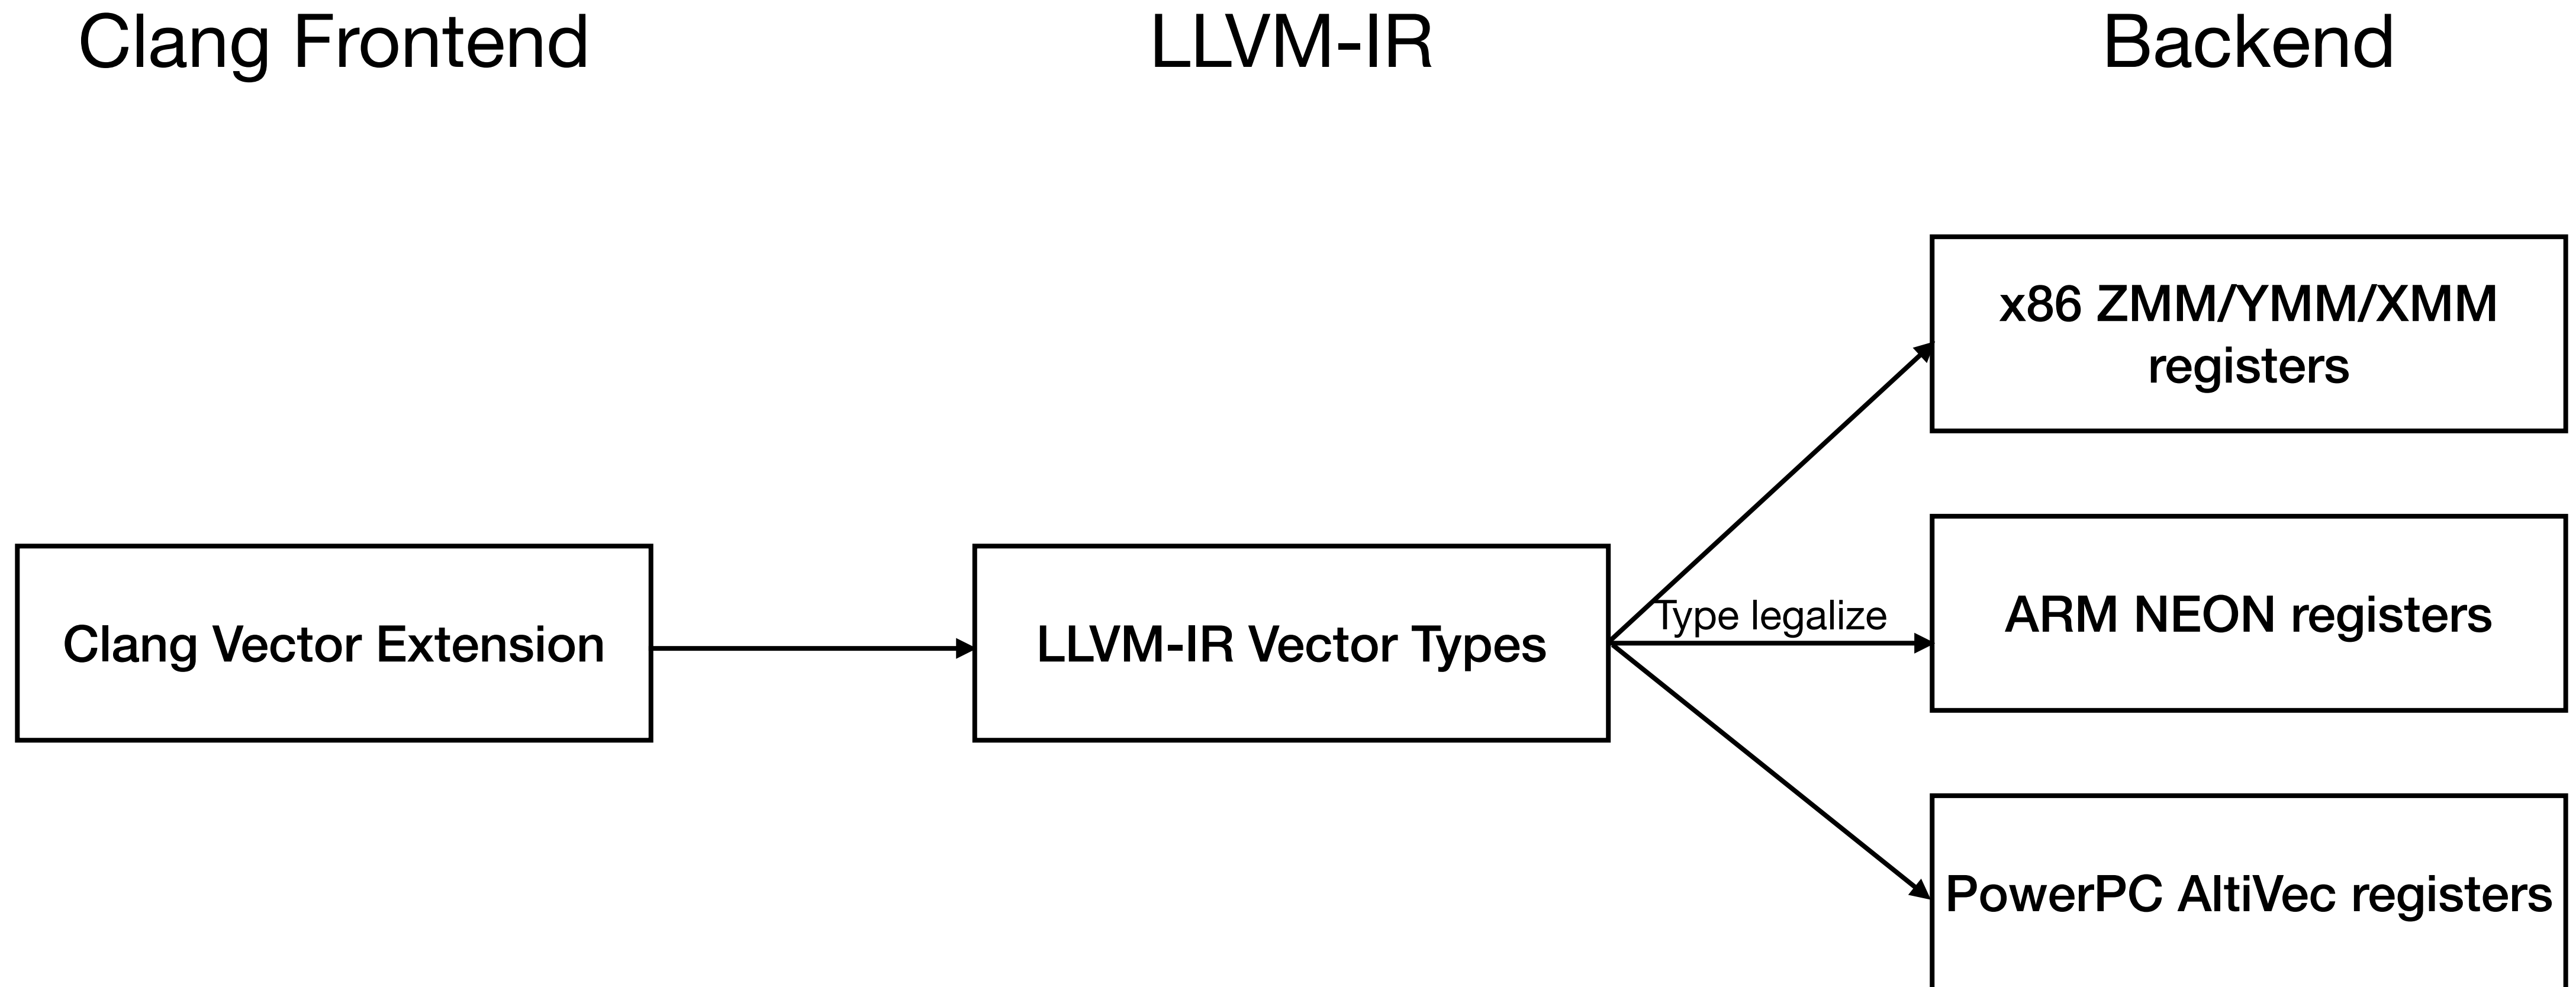 Clang Frontend
LLVM-IR
Backend
x86 ZMM/YMM/XMM
registers
Clang Vector Extension
LLVM-IR Vector Types
Type legalize
ARM NEON registers
PowerPC AltiVec registers